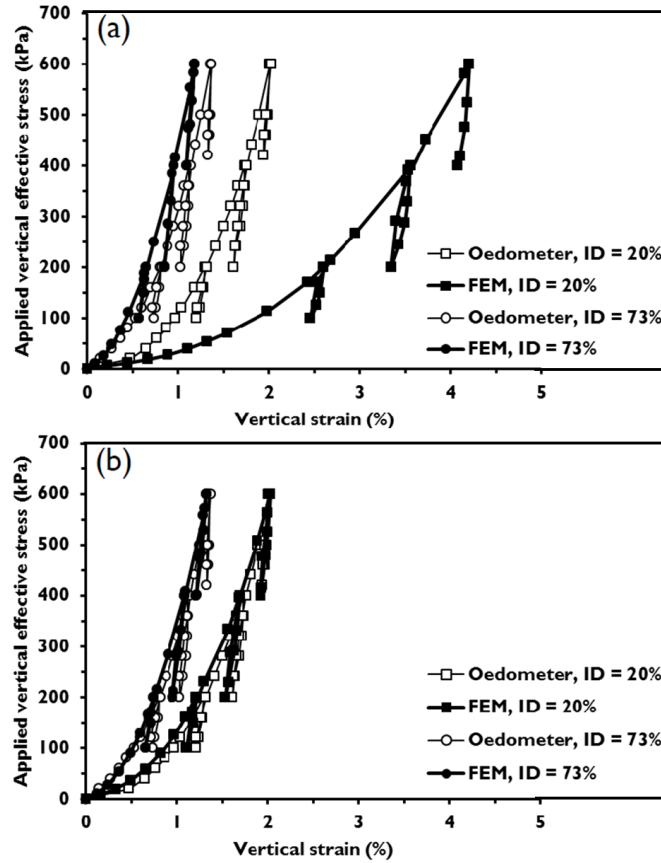 (a)
Applied vertical effective stress (kPa)
700
600
500
400
300
200
100
0
Oedometer, ID = 20%
FEM, ID = 20%
Oedometer, ID = 73%
FEM, ID = 73%
0 1 2 3 4 5
Vertical strain (%)
(b)
Applied vertical effective stress (kPa)
700
600
500
400
300
200
100
0
Oedometer, ID = 20%
FEM, ID = 20%
Oedometer, ID = 73%
FEM, ID = 73%
0 1 2 3 4 5
Vertical strain (%)